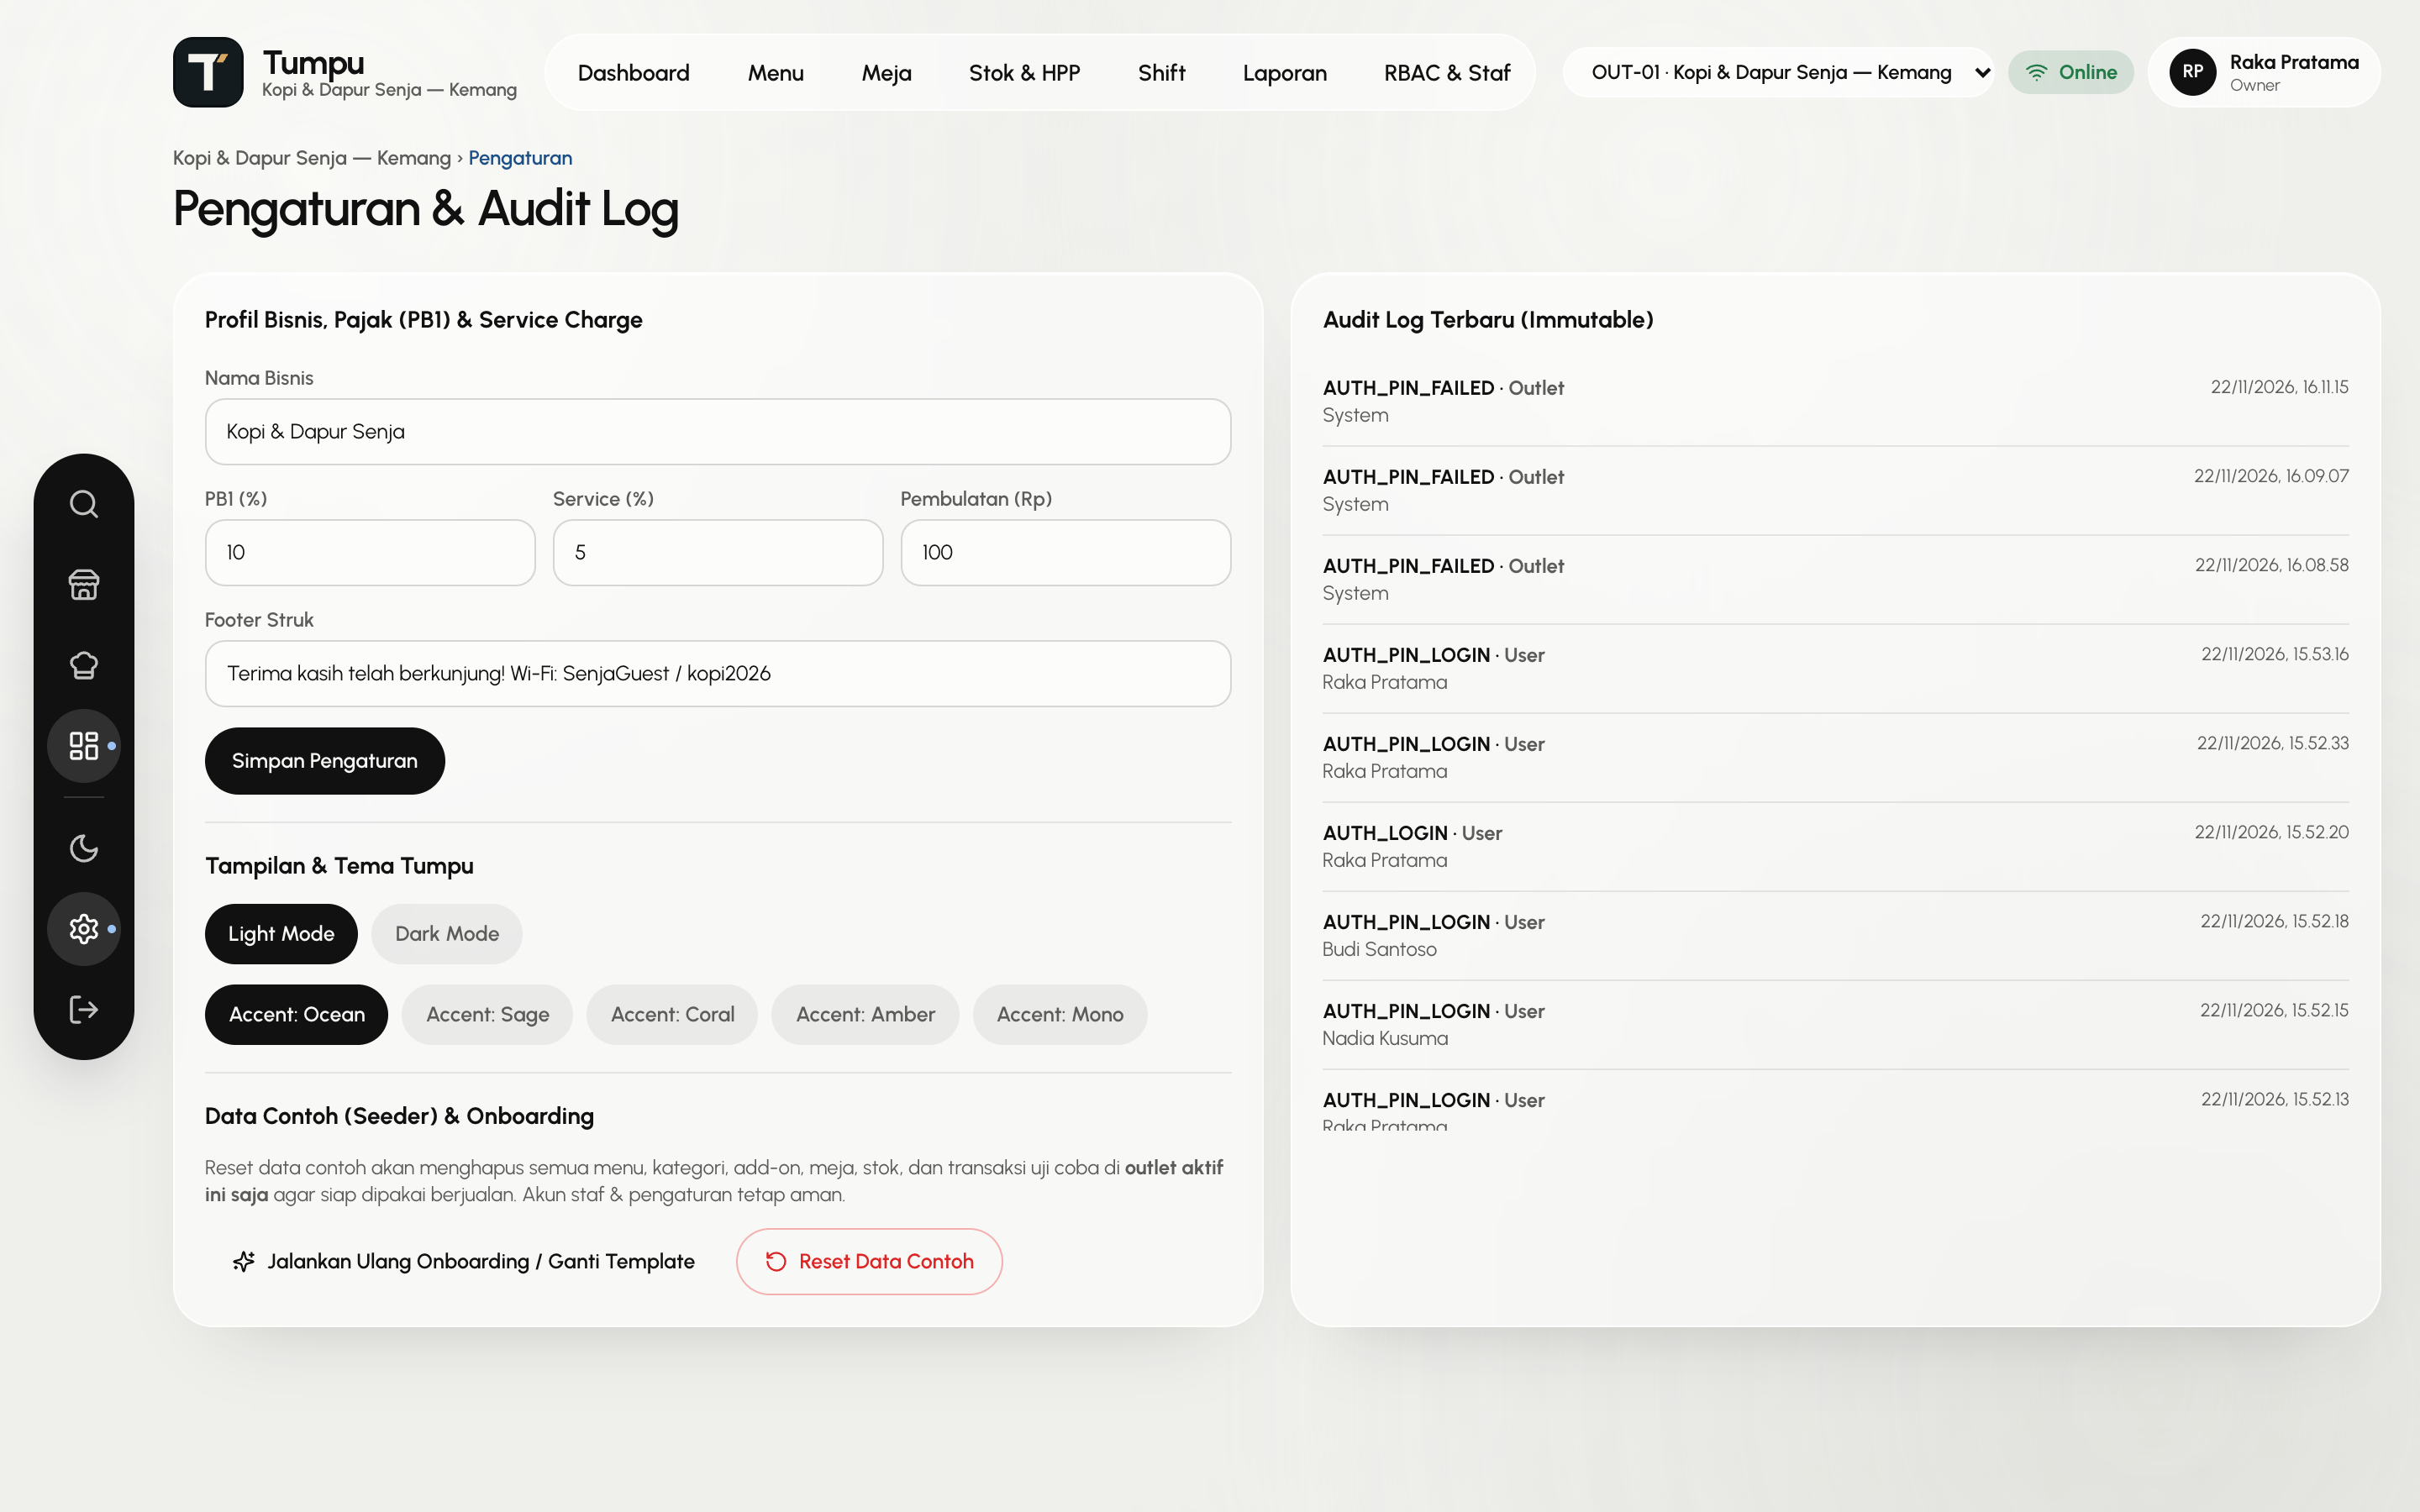 Tumpu
Kopi & Dapur Senja — Kemang
Dashboard
Menu
Meja
Stok & HPP
Shift
Laporan
RBAC & Staf
OUT-01 · Kopi & Dapur Senja — Kemang
Online
RP
Raka Pratama
Owner
Kopi & Dapur Senja — Kemang › Pengaturan
Pengaturan & Audit Log
Profil Bisnis, Pajak (PB1) & Service Charge
Nama Bisnis
Kopi & Dapur Senja
PB1 (%)
Service (%)
Pembulatan (Rp)
10
5
100
Footer Struk
Terima kasih telah berkunjung! Wi-Fi: SenjaGuest / kopi2026
Simpan Pengaturan
Tampilan & Tema Tumpu
Light Mode
Dark Mode
Accent: Ocean
Accent: Sage
Accent: Coral
Accent: Amber
Accent: Mono
Data Contoh (Seeder) & Onboarding
Reset data contoh akan menghapus semua menu, kategori, add-on, meja, stok, dan transaksi uji coba di outlet aktif
ini saja agar siap dipakai berjualan. Akun staf & pengaturan tetap aman.
Jalankan Ulang Onboarding / Ganti Template
Reset Data Contoh
Audit Log Terbaru (Immutable)
AUTH_PIN_FAILED · Outlet
22/11/2026, 16.11.15
System
AUTH_PIN_FAILED · Outlet
22/11/2026, 16.09.07
System
AUTH_PIN_FAILED · Outlet
22/11/2026, 16.08.58
System
AUTH_PIN_LOGIN · User
22/11/2026, 15.53.16
Raka Pratama
AUTH_PIN_LOGIN · User
22/11/2026, 15.52.33
Raka Pratama
AUTH_LOGIN · User
22/11/2026, 15.52.20
Raka Pratama
AUTH_PIN_LOGIN · User
22/11/2026, 15.52.18
Budi Santoso
AUTH_PIN_LOGIN · User
22/11/2026, 15.52.15
Nadia Kusuma
AUTH_PIN_LOGIN · User
22/11/2026, 15.52.13
Raka Pratama